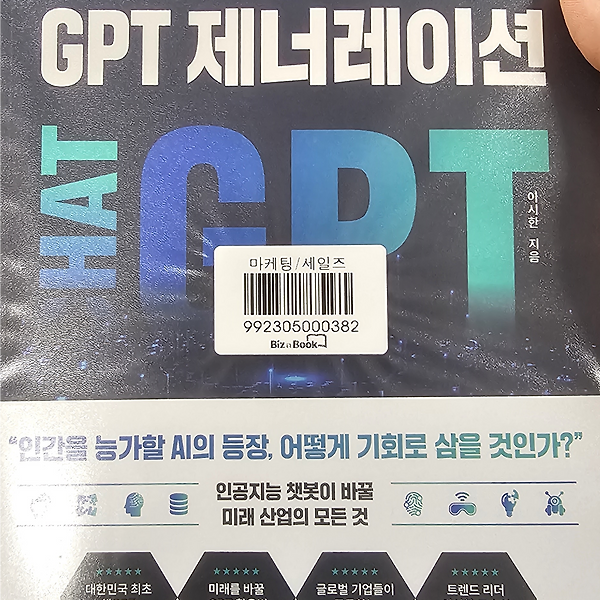 GPT 제너레이션
HAT
GPT
이시한 지음
마케팅/세일즈
992305000382
Biz n Book
“인간을 능가할 AI의 등장, 어떻게 기회로 삼을 것인가?”
인공지능 챗봇이 바꿀
미래 산업의 모든 것
★★★★★ ★★★★★ ★★★★★ ★★★★★
대한민국 최초 미래를 바꿀 글로벌 기업들이 트렌드 리더